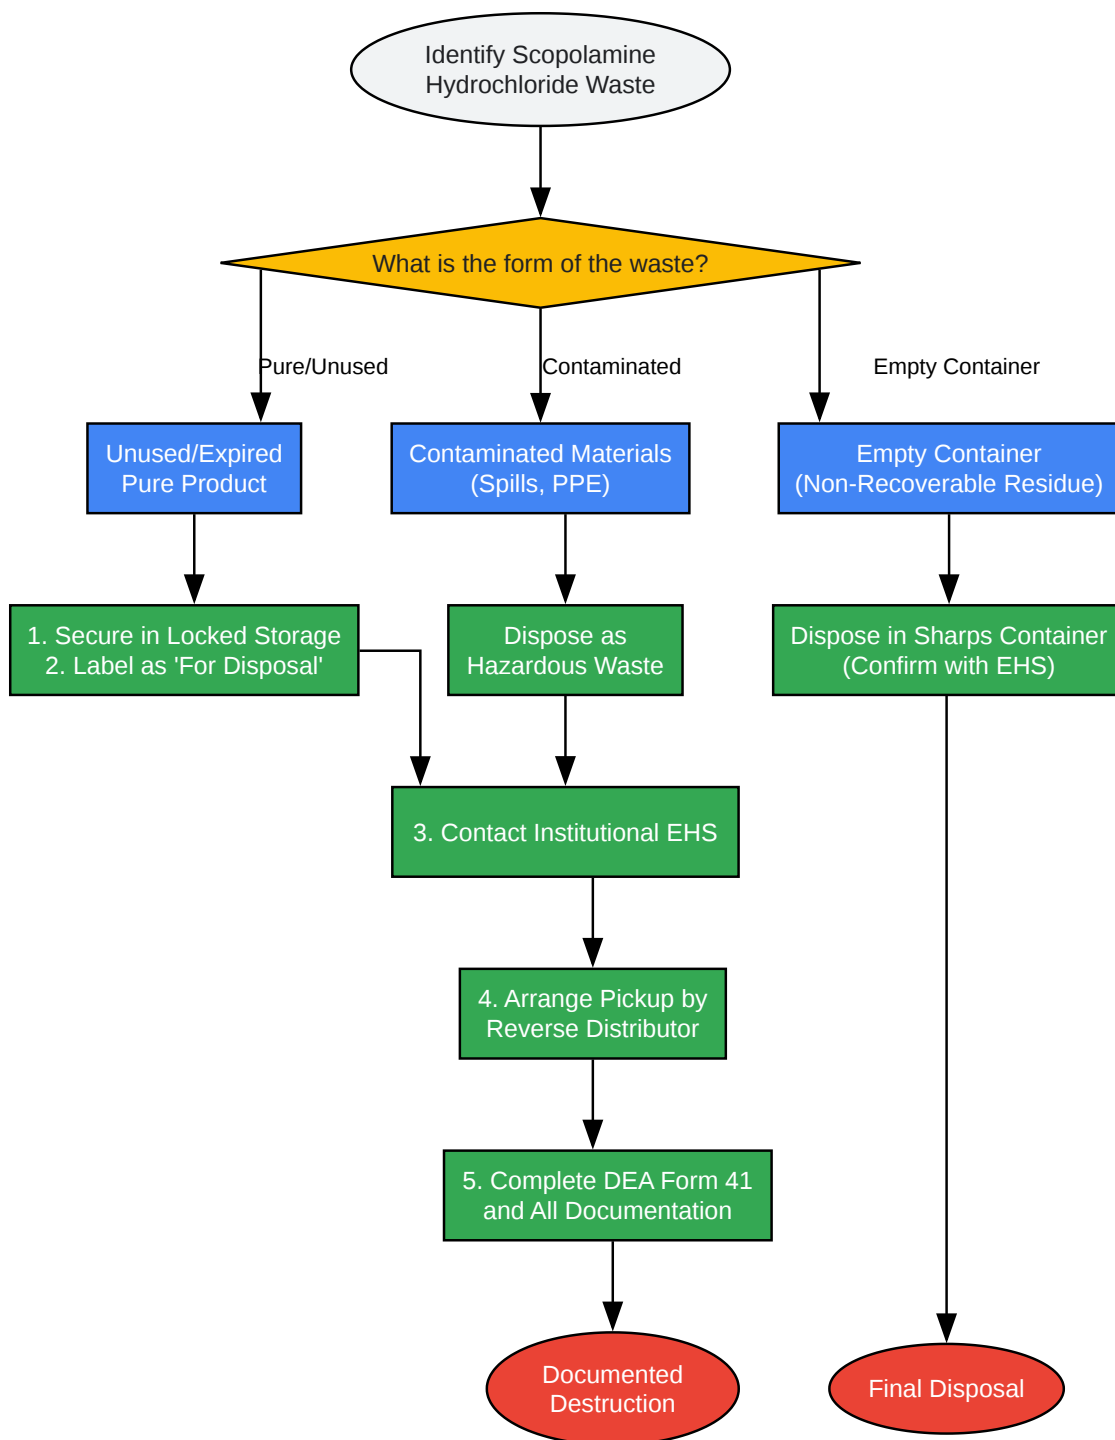 Identify Scopolamine
Hydrochloride Waste
What is the form of the waste?
Pure/Unused
Contaminated
Empty Container
Unused/Expired
Pure Product
Contaminated Materials
(Spills, PPE)
Empty Container
(Non-Recoverable Residue)
1. Secure in Locked Storage
2. Label as 'For Disposal'
Dispose as
Hazardous Waste
Dispose in Sharps Container
(Confirm with EHS)
3. Contact Institutional EHS
4. Arrange Pickup by
Reverse Distributor
5. Complete DEA Form 41
and All Documentation
Documented
Destruction
Final Disposal